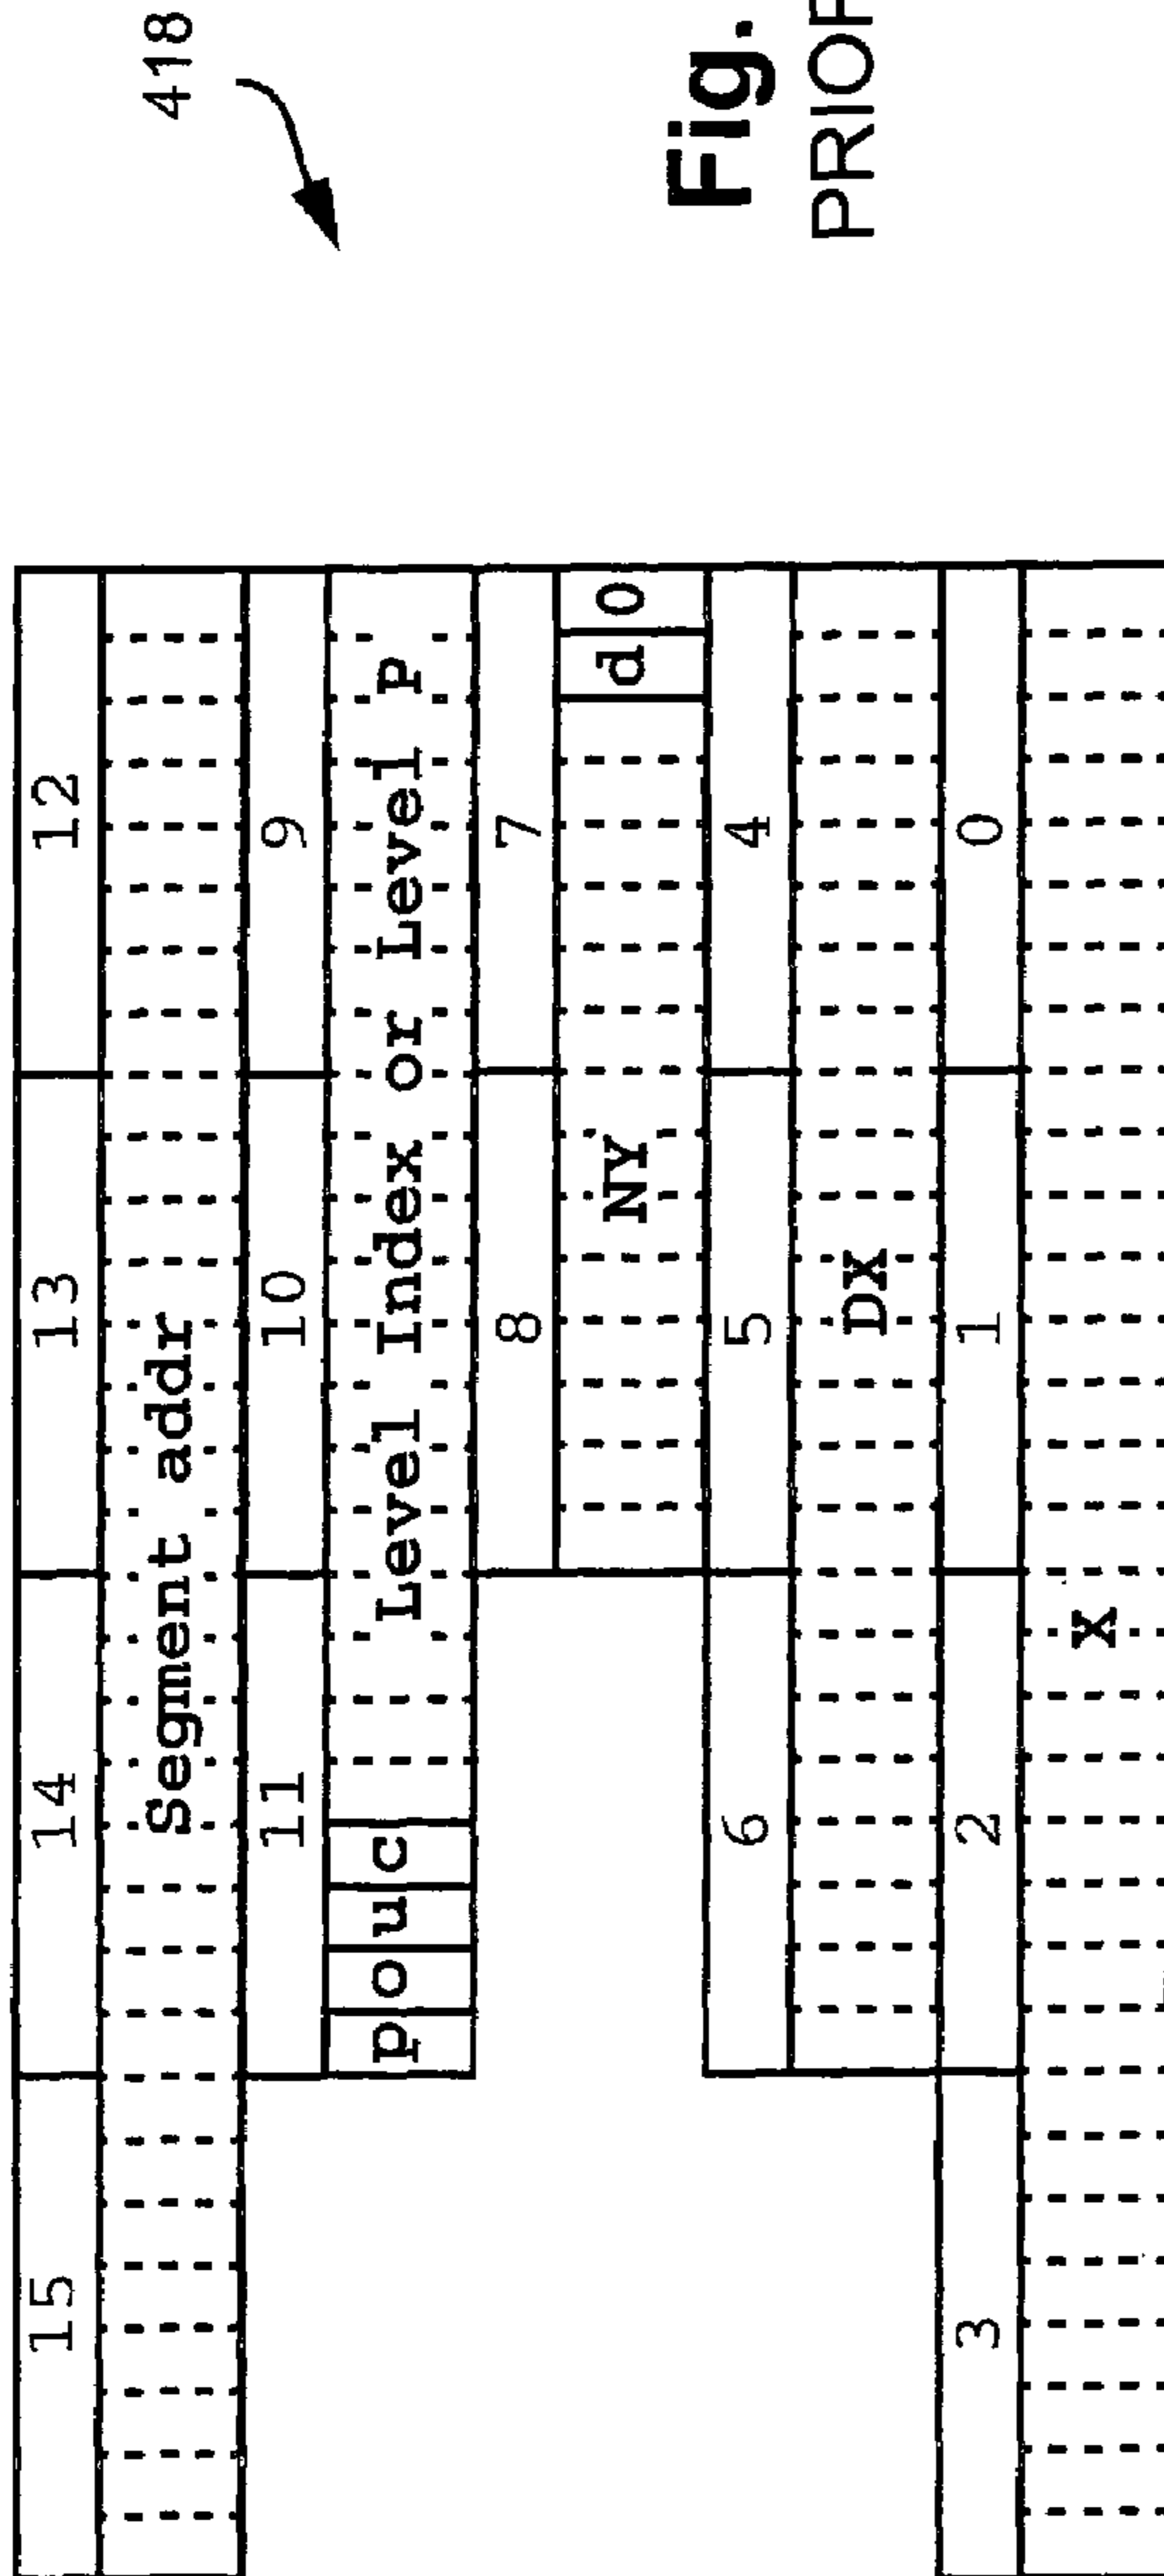 418
15 14 13 12
Segment addr
11 10 9
p o u c Level Index or Level P
8 7
NY d 0
6 5 4
DX
3 2 1 0
X
Fig.
PRIOR